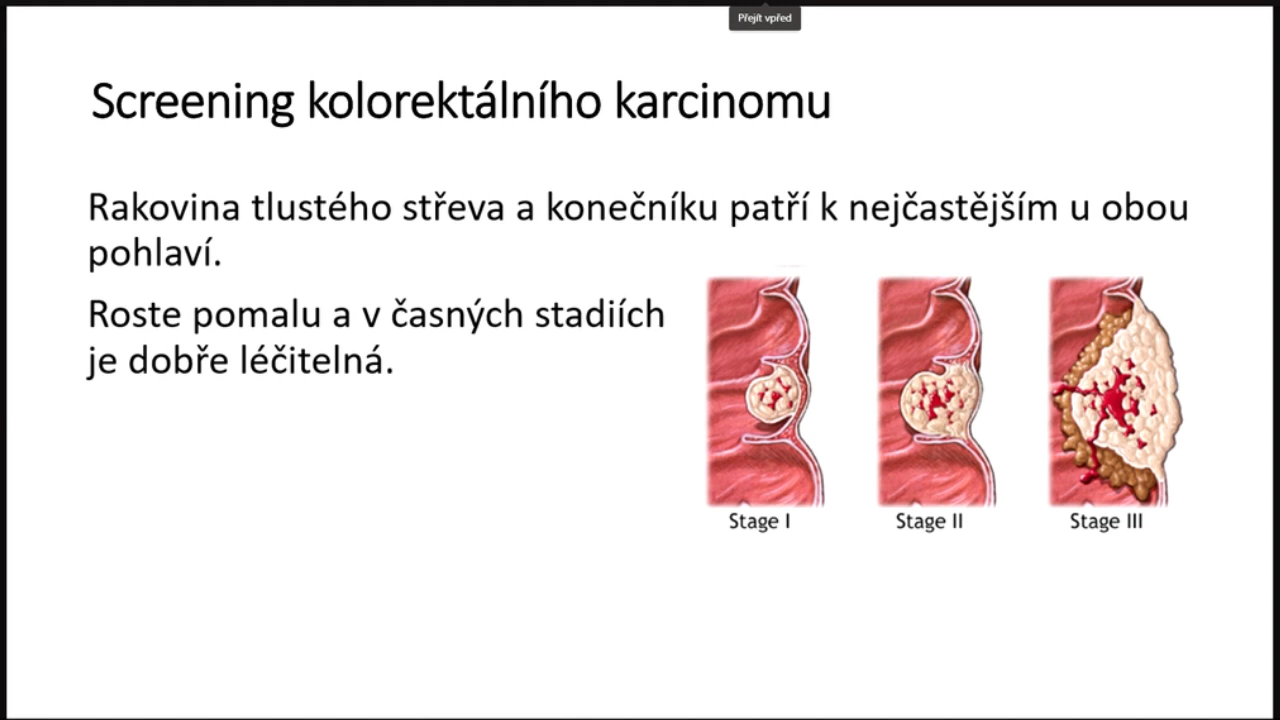 Přejít vpřed
Screening kolorektálního karcinomu
Rakovina tlustého střeva a konečníku patří k nejčastějším u obou
pohlaví.
Roste pomalu a v časných stadiích
je dobře léčitelná.
Stage I
Stage II
Stage III